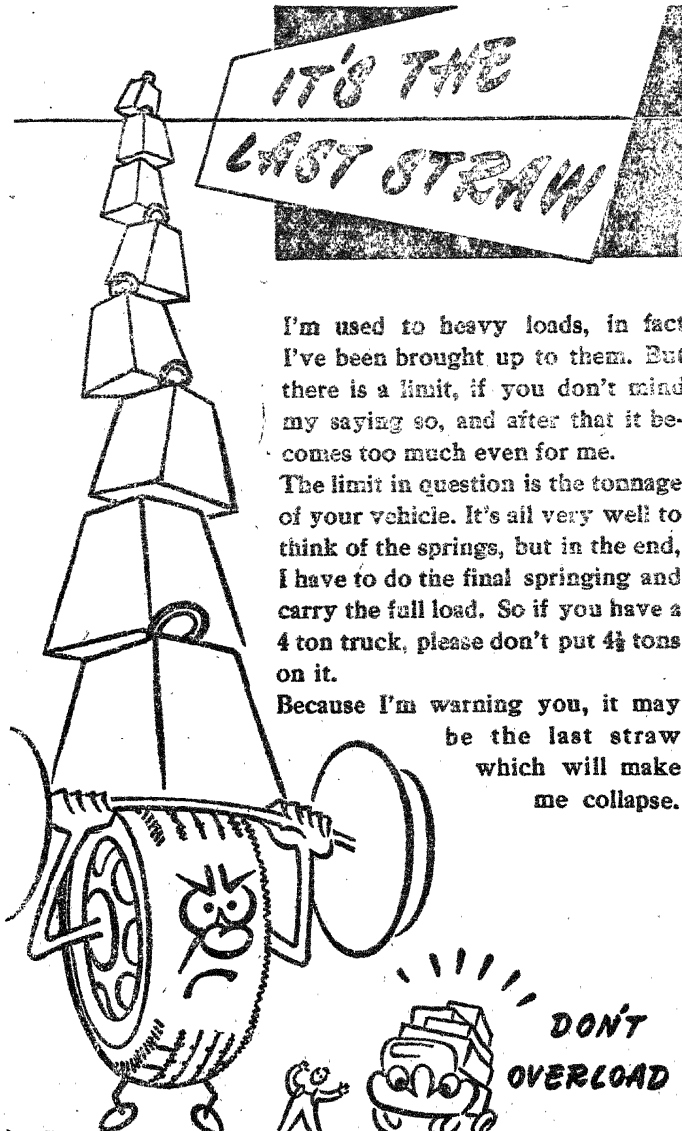 IT'S THE
LAST STRAW
I'm used to heavy loads, in fact
I've been brought up to them. But
there is a limit, if you don't mind
my saying so, and after that it be-
comes too much even for me.
The limit in question is the tonnage
of your vehicle. It's all very well to
think of the springs, but in the end,
I have to do the final springing and
carry the full load. So if you have a
4 ton truck, please don't put 4½ tons
on it.
Because I'm warning you, it may
be the last straw
which will make
me collapse.
DON'T
OVERLOAD